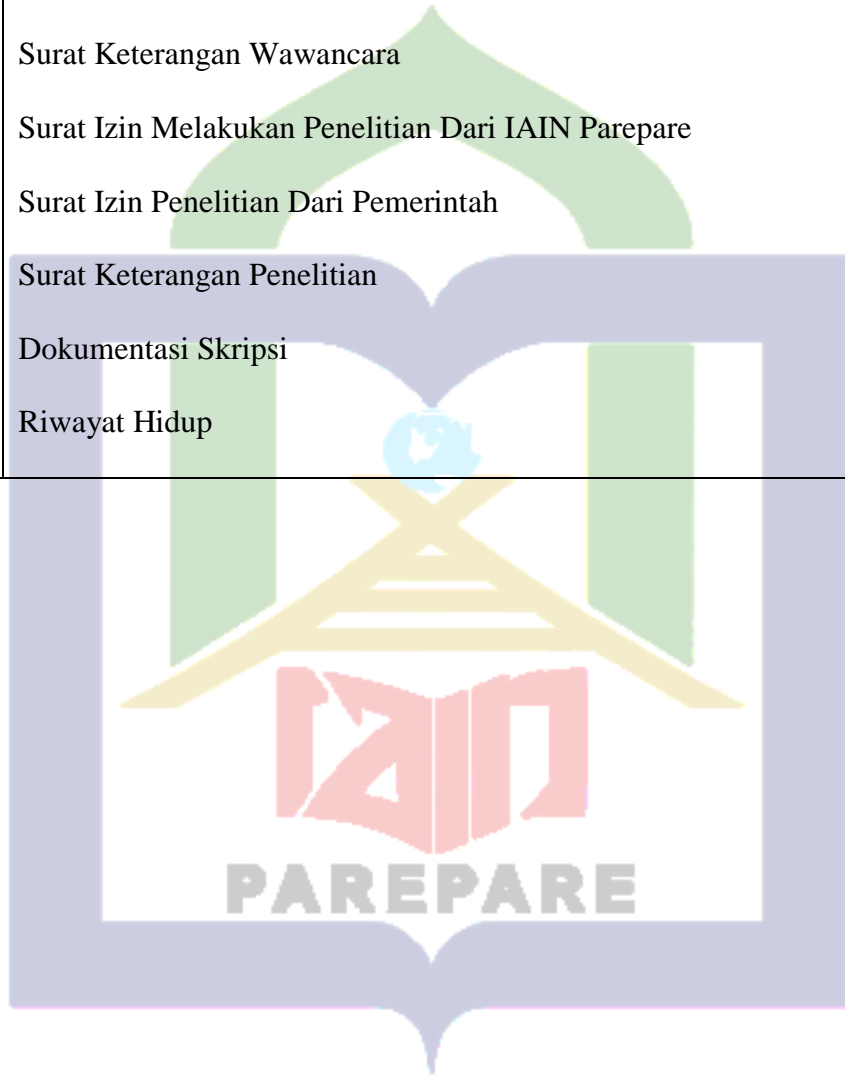 Surat Keterangan Wawancara
Surat Izin Melakukan Penelitian Dari IAIN Parepare
Surat Izin Penelitian Dari Pemerintah
Surat Keterangan Penelitian
Dokumentasi Skripsi
Riwayat Hidup
iain
PAREPARE